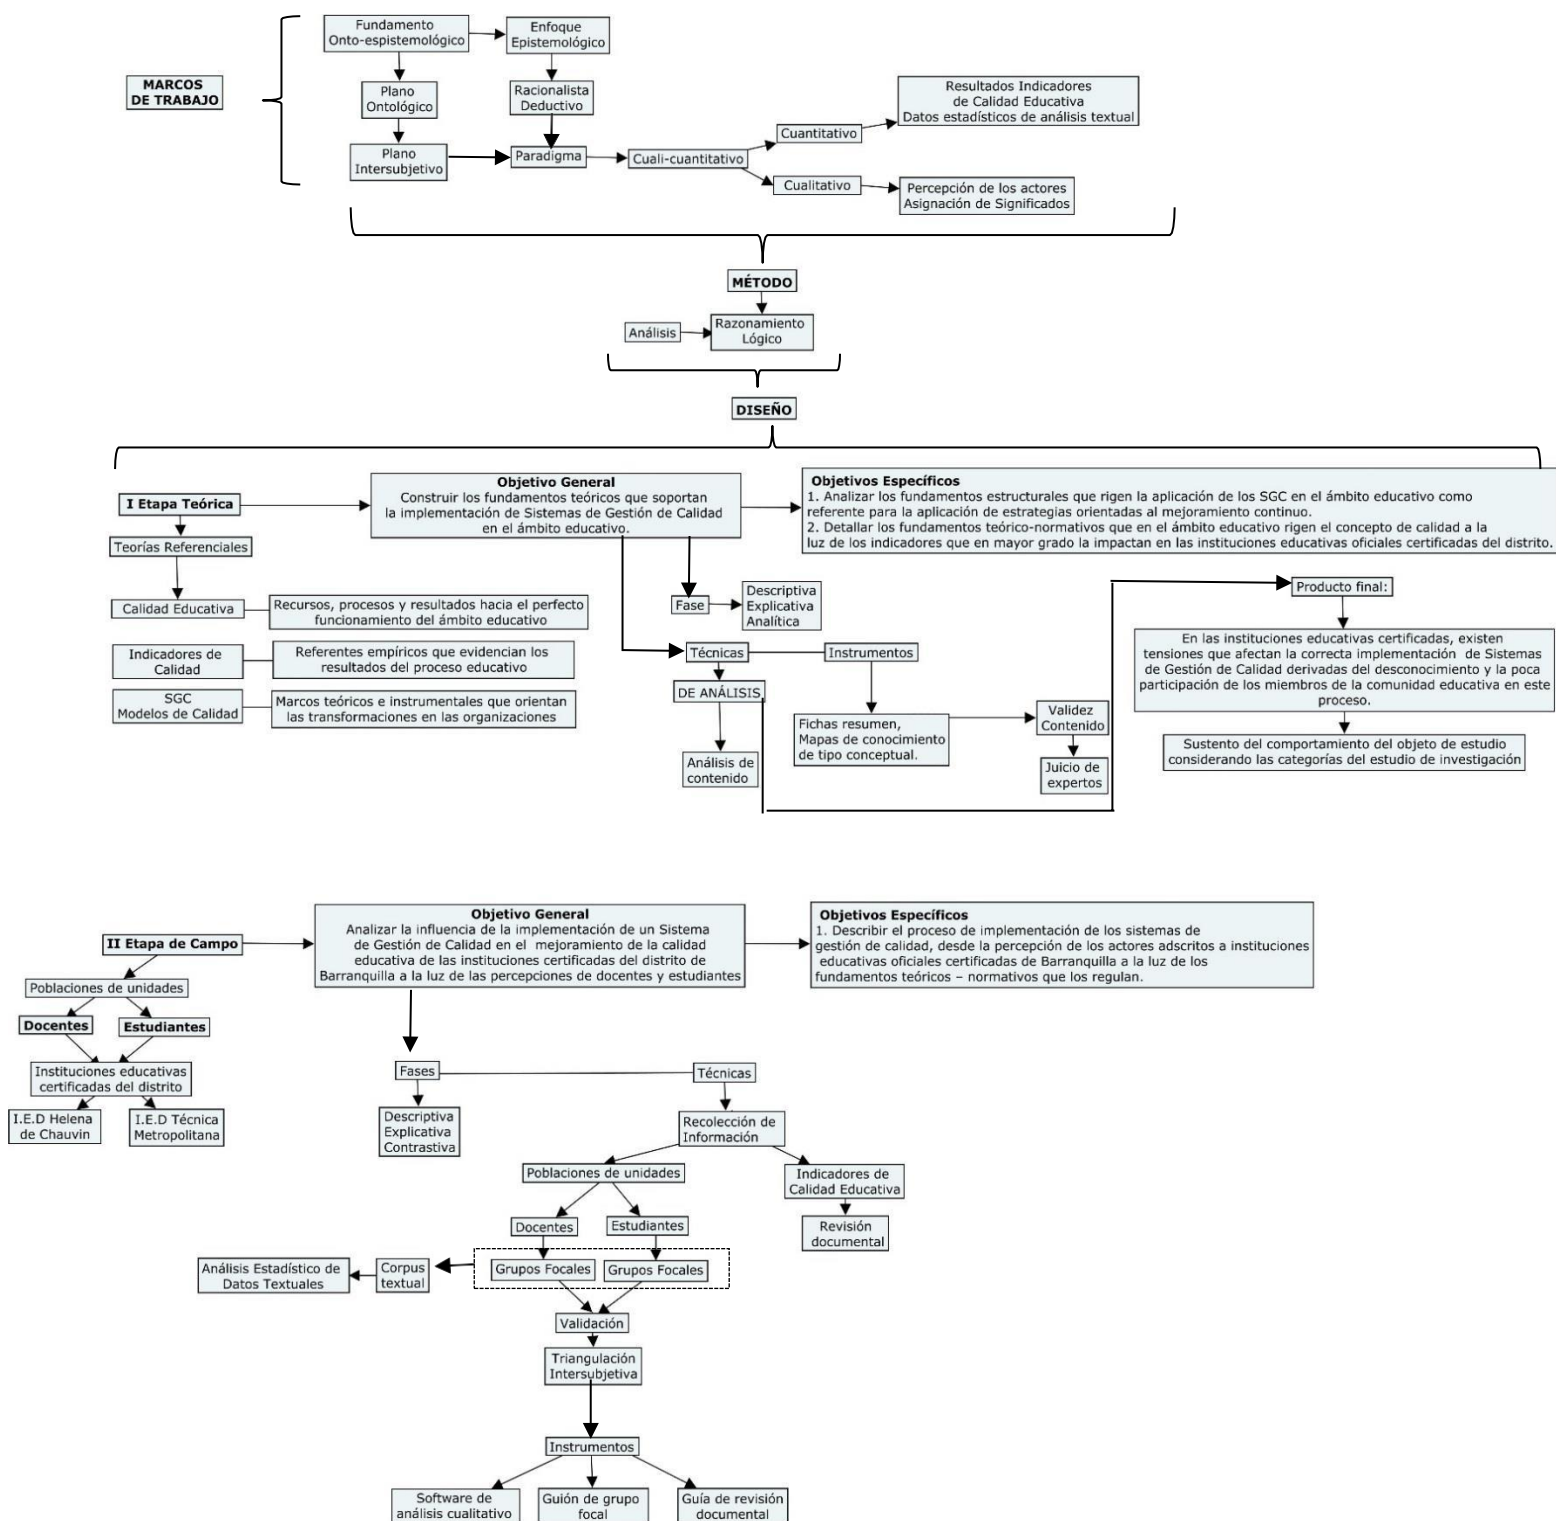 Fundamento
Onto-espistemológico
Enfoque
Epistemológico
MARCOS
DE TRABAJO
Plano
Ontológico
Racionalista
Deductivo
Resultados Indicadores
de Calidad Educativa
Datos estadísticos de análisis textual
Cuantitativo
Plano
Intersubjetivo
Paradigma
Cuali-cuantitativo
Cualitativo
Percepción de los actores
Asignación de Significados
MÉTODO
Análisis
Razonamiento
Lógico
DISEÑO
I Etapa Teórica
Objetivo General
Construir los fundamentos teóricos que soportan
la implementación de Sistemas de Gestión de Calidad
en el ámbito educativo.
Objetivos Específicos
1. Analizar los fundamentos estructurales que rigen la aplicación de los SGC en el ámbito educativo como
referente para la aplicación de estrategias orientadas al mejoramiento continuo.
2. Detallar los fundamentos teórico-normativos que en el ámbito educativo rigen el concepto de calidad a la
luz de los indicadores que en mayor grado la impactan en las instituciones educativas oficiales certificadas del distrito.
Teorías Referenciales
Calidad Educativa
Recursos, procesos y resultados hacia el perfecto
funcionamiento del ámbito educativo
Fase
Descriptiva
Explicativa
Analítica
Producto final:
Indicadores de
Calidad
Referentes empíricos que evidencian los
resultados del proceso educativo
Técnicas
Instrumentos
En las instituciones educativas certificadas, existen
tensiones que afectan la correcta implementación de Sistemas
de Gestión de Calidad derivadas del desconocimiento y la poca
participación de los miembros de la comunidad educativa en este
proceso.
SGC
Modelos de Calidad
Marcos teóricos e instrumentales que orientan
las transformaciones en las organizaciones
DE ANÁLISIS
Fichas resumen,
Mapas de conocimiento
de tipo conceptual.
Validez
Contenido
Análisis de
contenido
Juicio de
expertos
Sustento del comportamiento del objeto de estudio
considerando las categorías del estudio de investigación
II Etapa de Campo
Objetivo General
Analizar la influencia de la implementación de un Sistema
de Gestión de Calidad en el mejoramiento de la calidad
educativa de las instituciones certificadas del distrito de
Barranquilla a la luz de las percepciones de docentes y estudiantes
Objetivos Específicos
1. Describir el proceso de implementación de los sistemas de
gestión de calidad, desde la percepción de los actores adscritos a instituciones
educativas oficiales certificadas de Barranquilla a la luz de los
fundamentos teóricos – normativos que los regulan.
Poblaciones de unidades
Docentes
Estudiantes
Instituciones educativas
certificadas del distrito
I.E.D Helena
de Chauvin
I.E.D Técnica
Metropolitana
Fases
Técnicas
Descriptiva
Explicativa
Contrastiva
Recolección de
Información
Poblaciones de unidades
Indicadores de
Calidad Educativa
Docentes
Estudiantes
Revisión
documental
Análisis Estadístico de
Datos Textuales
Corpus
textual
Grupos Focales
Grupos Focales
Validación
Triangulación
Intersubjetiva
Instrumentos
Software de
análisis cualitativo
Guión de grupo
focal
Guía de revisión
documental